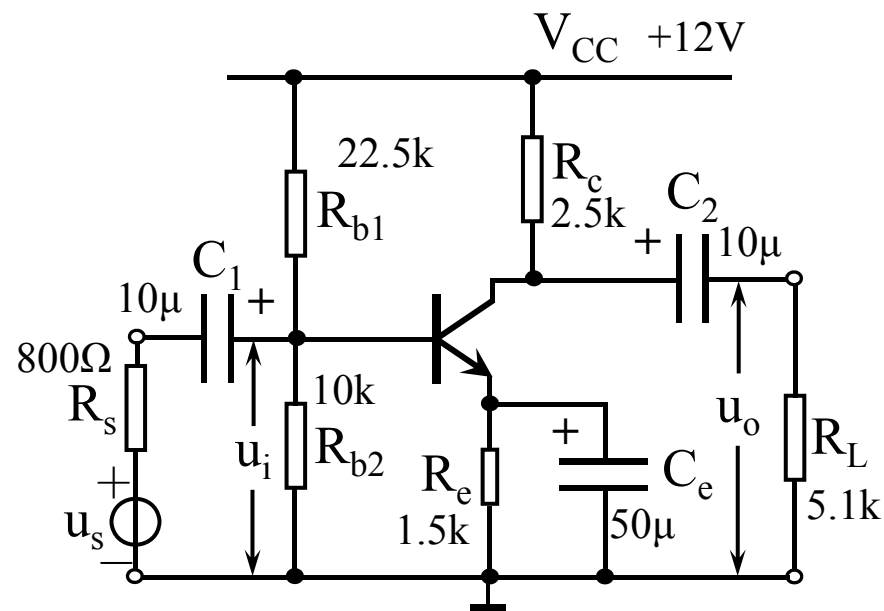 V_CC +12V
22.5k
R_b1
R_c
2.5k
C_2
10μ
+
C_1
10μ
+
800Ω
R_s
10k
R_b2
u_i
u_o
+
R_L
5.1k
R_e
1.5k
C_e
50μ
+
u_s
−